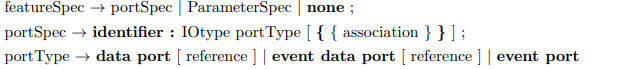 featureSpec → portSpec | ParameterSpec | none ;
portSpec → identifier : IOtype portType [ { { association } } ] ;
portType → data port [ reference ] | event data port [ reference ] | event port